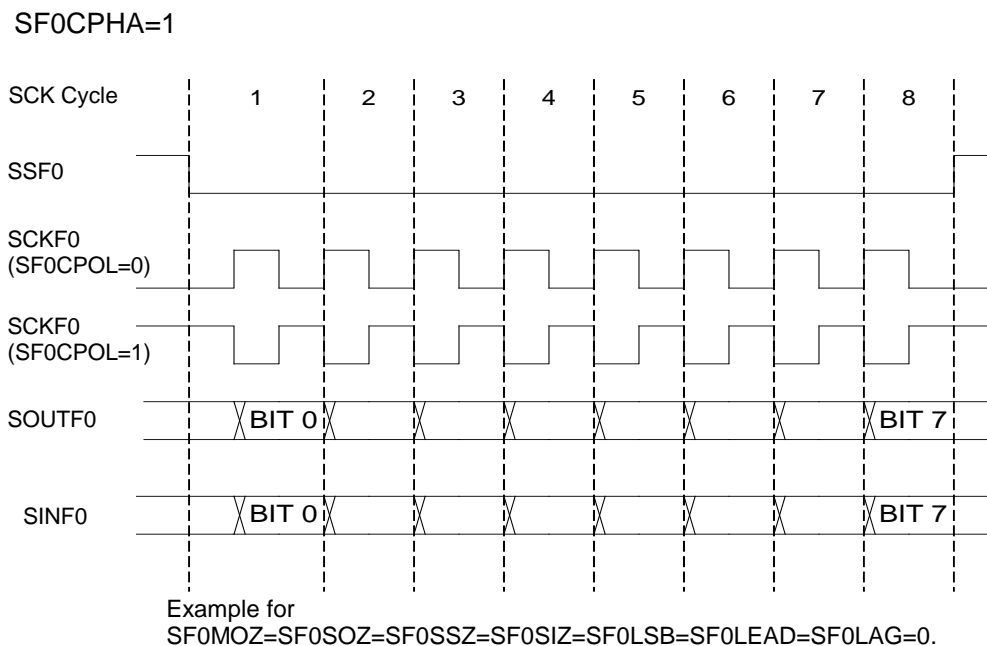 SF0CPHA=1
SCK Cycle 1 2 3 4 5 6 7 8
SSF0
SCKF0
(SF0CPOL=0)
SCKF0
(SF0CPOL=1)
SOUTF0 BIT 0 BIT 7
SINF0 BIT 0 BIT 7
Example for
SF0MOZ=SF0SOZ=SF0SSZ=SF0SIZ=SF0LSB=SF0LEAD=SF0LAG=0.